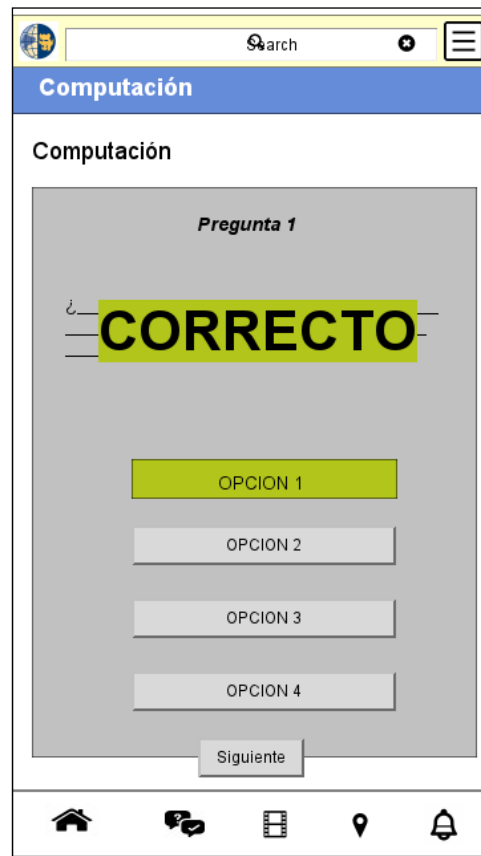 Search
Computación
Computación
Pregunta 1
¿
CORRECTO
OPCION 1
OPCION 2
OPCION 3
OPCION 4
Siguiente